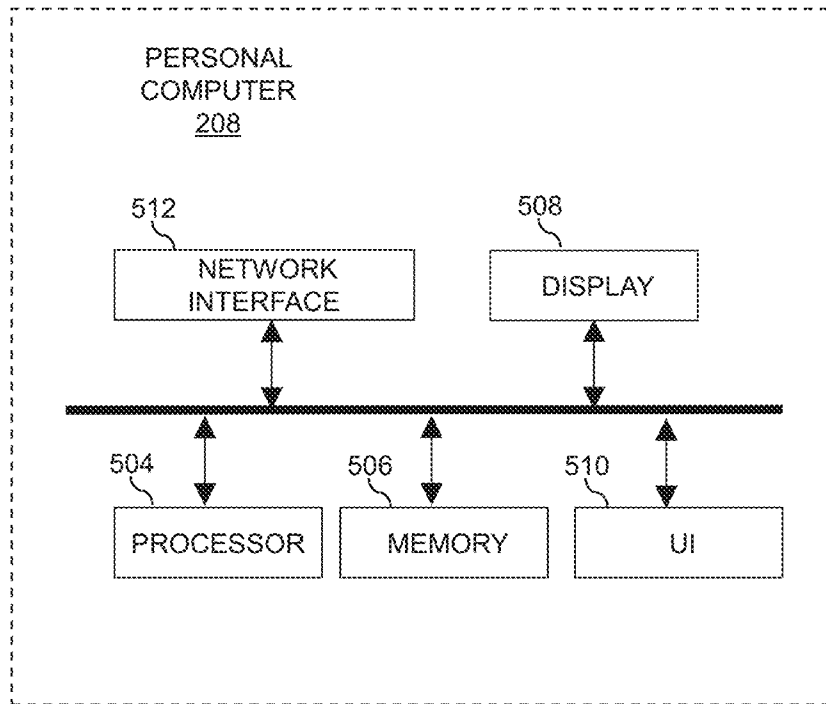 PERSONAL
COMPUTER
208
512
508
NETWORK
INTERFACE
DISPLAY
504
506
510
PROCESSOR
MEMORY
UI